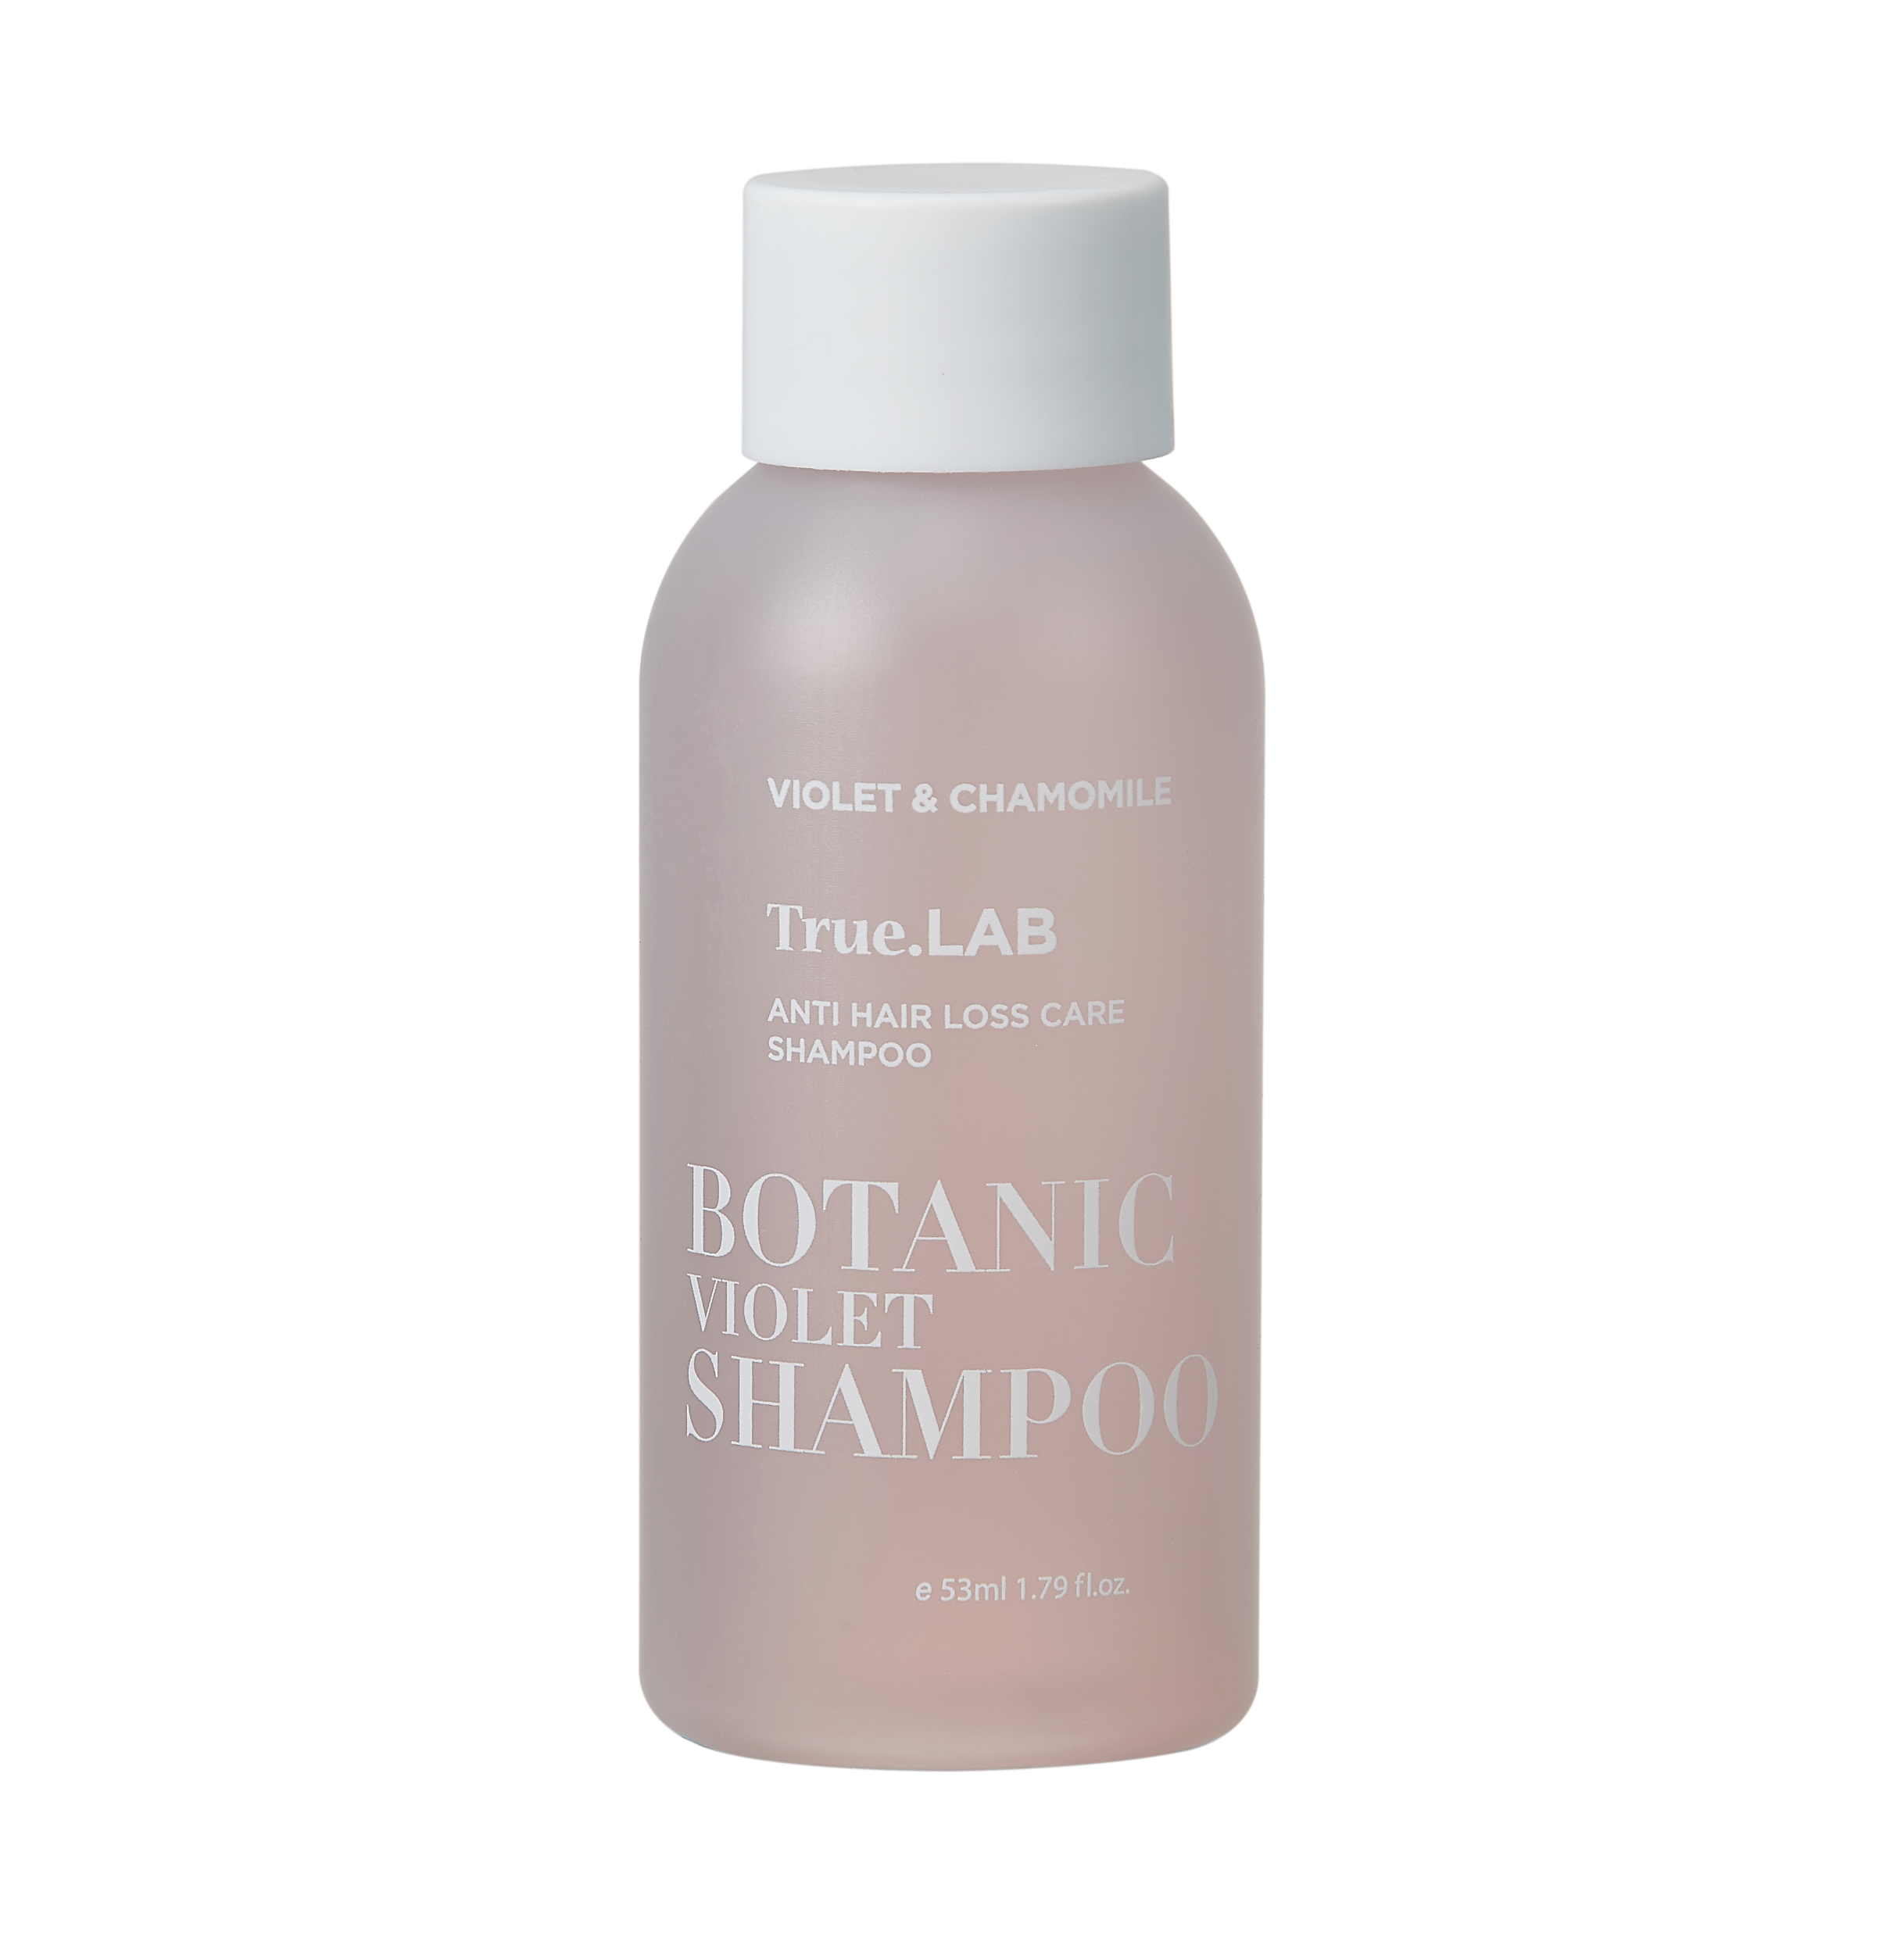 VIOLET & CHAMOMILE
True.LAB
ANTI HAIR LOSS CARE
SHAMPOO
BOTANIC
VIOLET
SHAMPOO
e 53ml 1.79 fl.oz.